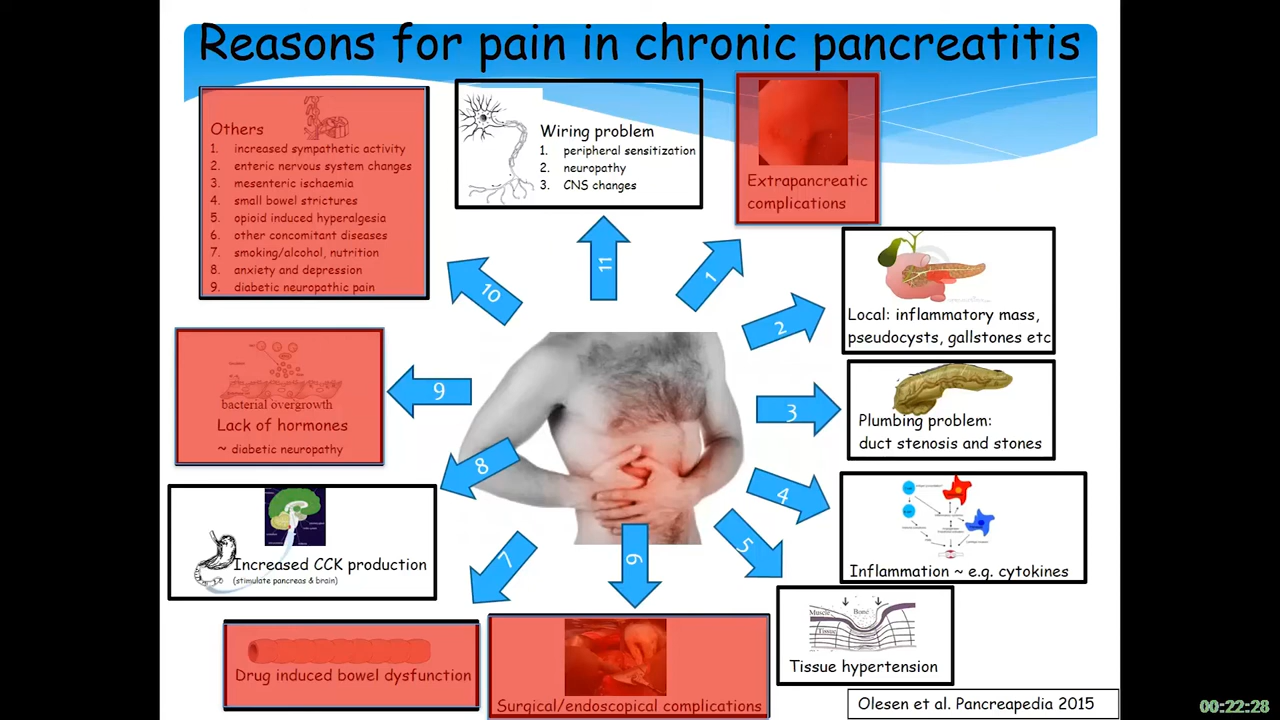 Reasons for pain in chronic pancreatitis
Others
1. increased sympathetic activity
2. enteric nervous system changes
3. mesenteric ischaemia
4. small bowel strictures
5. opioid induced hyperalgesia
6. other concomitant diseases
7. smoking/alcohol, nutrition
8. anxiety and depression
9. diabetic neuropathic pain
Wiring problem
1. peripheral sensitization
2. neuropathy
3. CNS changes
Extrapancreatic
complications
Local: inflammatory mass,
pseudocysts, gallstones etc
Plumbing problem:
duct stenosis and stones
Inflammation ~ e.g. cytokines
Muscle
Bone
Tissue
Tissue hypertension
Surgical/endoscopical complications
Drug induced bowel dysfunction
Increased CCK production
(stimulate pancreas & brain)
bacterial overgrowth
Lack of hormones
~ diabetic neuropathy
1
2
3
4
5
6
7
8
9
10
11
Olesen et al. Pancreapedia 2015
00:22:28